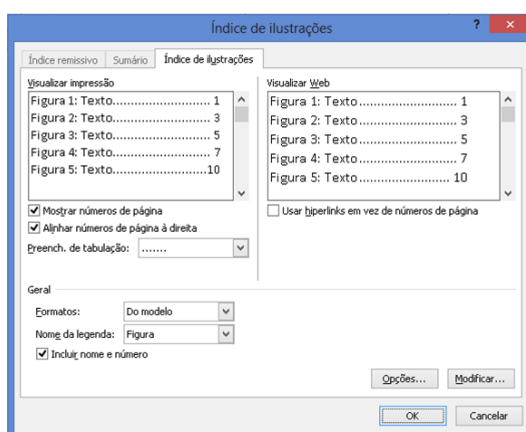 Índice de ilustrações ? ×
Índice remissivo Sumário Índice de ilustrações
Visualizar impressão
Figura 1: Texto............................ 1
Figura 2: Texto............................ 3
Figura 3: Texto............................ 5
Figura 4: Texto............................ 7
Figura 5: Texto...........................10
Mostrar números de página
Alinhar números de página à direita
Preench. de tabulação: .......
Visualizar Web
Figura 1: Texto............................ 1
Figura 2: Texto............................ 3
Figura 3: Texto............................ 5
Figura 4: Texto............................ 7
Figura 5: Texto.......................... 10
Usar hiperlinks em vez de números de página
Geral
Formatos: Do modelo
Nome da legenda: Figura
Incluir nome e número
Opções... Modificar...
OK Cancelar